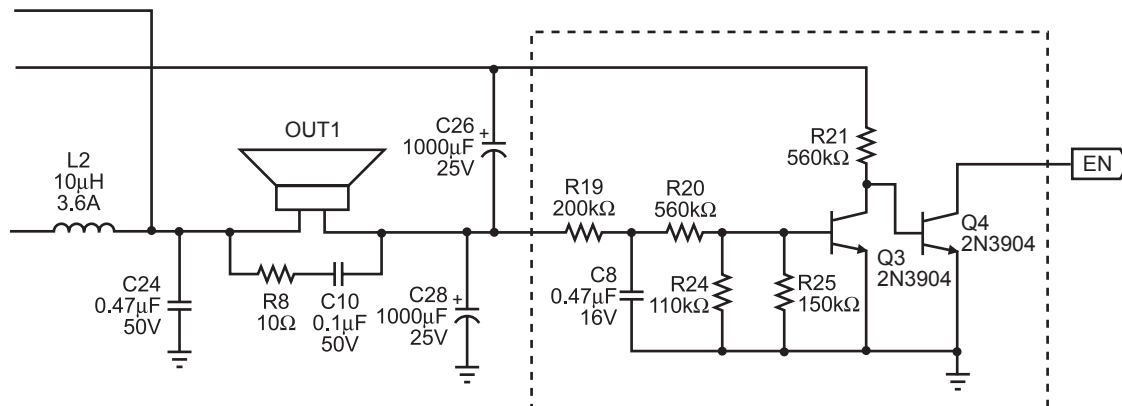 OUT1
L2
10μH
3.6A
C26
1000μF
25V
+
R21
560kΩ
EN
R19
200kΩ
R20
560kΩ
Q4
2N3904
Q3
2N3904
C24
0.47μF
50V
R8
10Ω
C10
0.1μF
50V
C28
1000μF
25V
+
C8
0.47μF
16V
R24
110kΩ
R25
150kΩ